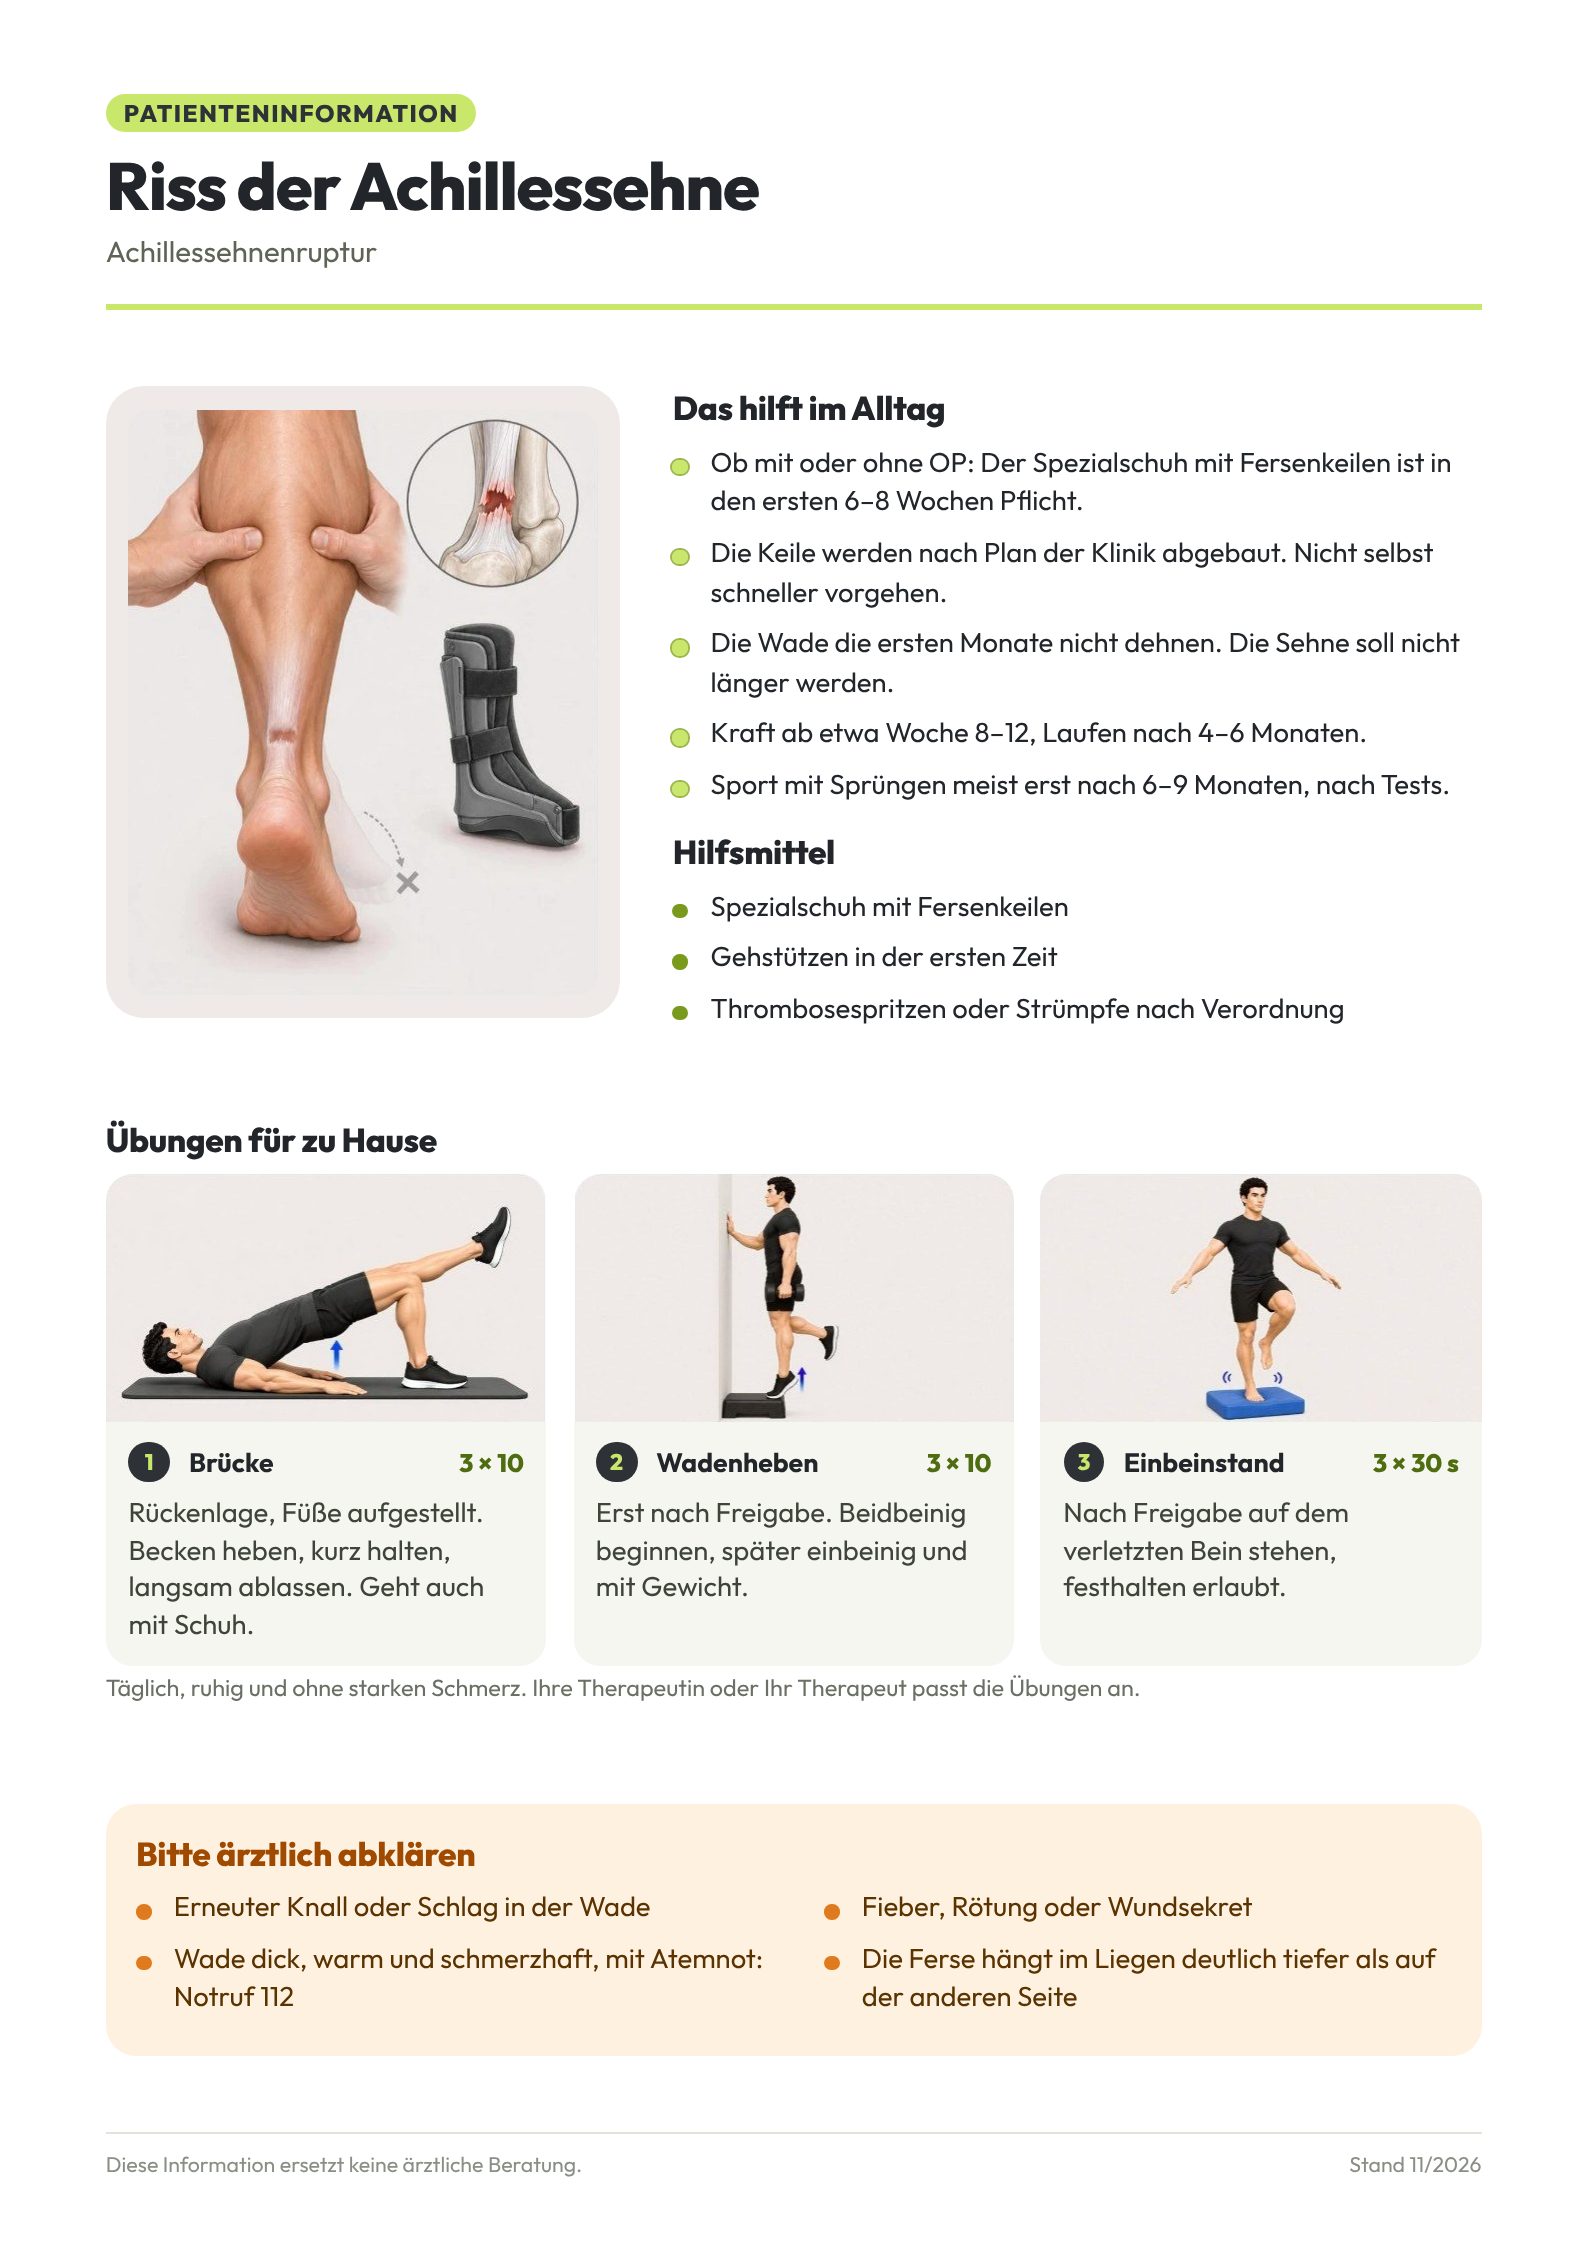 PATIENTENINFORMATION
Riss der Achillessehne
Achillessehnenruptur
Das hilft im Alltag
Ob mit oder ohne OP: Der Spezialschuh mit Fersenkeilen ist in
den ersten 6–8 Wochen Pflicht.
Die Keile werden nach Plan der Klinik abgebaut. Nicht selbst
schneller vorgehen.
Die Wade die ersten Monate nicht dehnen. Die Sehne soll nicht
länger werden.
Kraft ab etwa Woche 8–12, Laufen nach 4–6 Monaten.
Sport mit Sprüngen meist erst nach 6–9 Monaten, nach Tests.
Hilfsmittel
Spezialschuh mit Fersenkeilen
Gehstützen in der ersten Zeit
Thrombosespritzen oder Strümpfe nach Verordnung
Übungen für zu Hause
1 Brücke 3 × 10
Rückenlage, Füße aufgestellt.
Becken heben, kurz halten,
langsam ablassen. Geht auch
mit Schuh.
2 Wadenheben 3 × 10
Erst nach Freigabe. Beidbeinig
beginnen, später einbeinig und
mit Gewicht.
3 Einbeinstand 3 × 30 s
Nach Freigabe auf dem
verletzten Bein stehen,
festhalten erlaubt.
Täglich, ruhig und ohne starken Schmerz. Ihre Therapeutin oder Ihr Therapeut passt die Übungen an.
Bitte ärztlich abklären
Erneuter Knall oder Schlag in der Wade
Wade dick, warm und schmerzhaft, mit Atemnot:
Notruf 112
Fieber, Rötung oder Wundsekret
Die Ferse hängt im Liegen deutlich tiefer als auf
der anderen Seite
Diese Information ersetzt keine ärztliche Beratung.
Stand 11/2026